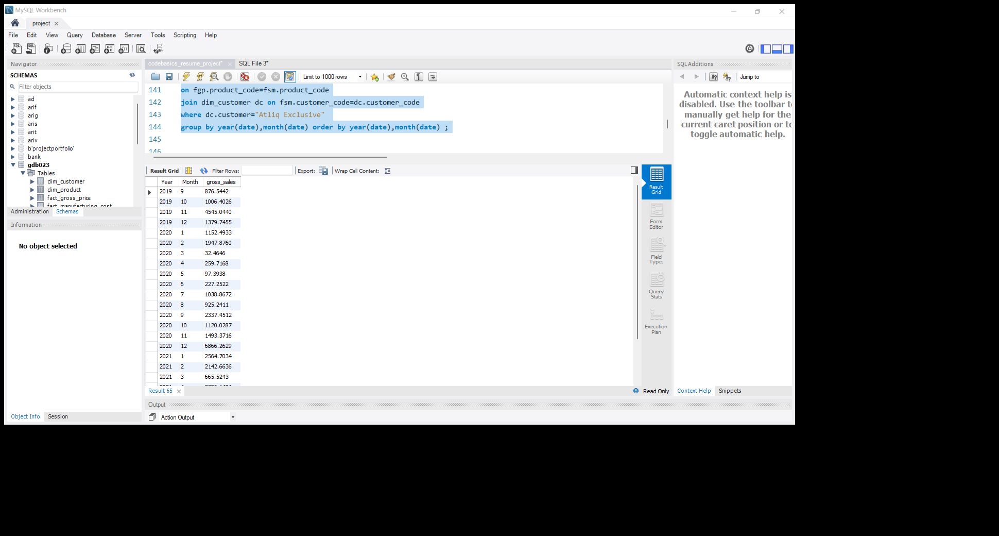 MySQL Workbench
project
File Edit View Query Database Server Tools Scripting Help
Navigator
SCHEMAS
Filter objects
ad
arif
arig
aris
arit
ariv
b'projectportfolio'
bank
gdb023
Tables
dim_customer
dim_product
fact_gross_price
fact_manufacturing_cost
Administration Schemas
Information
No object selected
Object Info Session
codebasics_resume_project* SQL File 3*
Limit to 1000 rows
141 on fgp.product_code=fsm.product_code
142 join dim_customer dc on fsm.customer_code=dc.customer_code
143 where dc.customer="Atliq Exclusive"
144 group by year(date),month(date) order by year(date),month(date) ;
145
146
Result Grid Filter Rows: Export: Wrap Cell Content:
Year Month gross_sales
2019 9 876.5442
2019 10 1006.4026
2019 11 4545.0440
2019 12 1379.7455
2020 1 1152.4933
2020 2 1947.8760
2020 3 32.4646
2020 4 259.7168
2020 5 97.3938
2020 6 227.2522
2020 7 1038.8672
2020 8 925.2411
2020 9 2337.4512
2020 10 1120.0287
2020 11 1493.3716
2020 12 6866.2629
2021 1 2564.7034
2021 2 2142.6636
2021 3 665.5243
Result 65
Read Only
Result
Grid
Form
Editor
Field
Types
Query
Stats
Execution
Plan
Output
Action Output
SQLAdditions
Jump to
Automatic context help is
disabled. Use the toolbar t
manually get help for the
current caret position or to
toggle automatic help.
Context Help Snippets